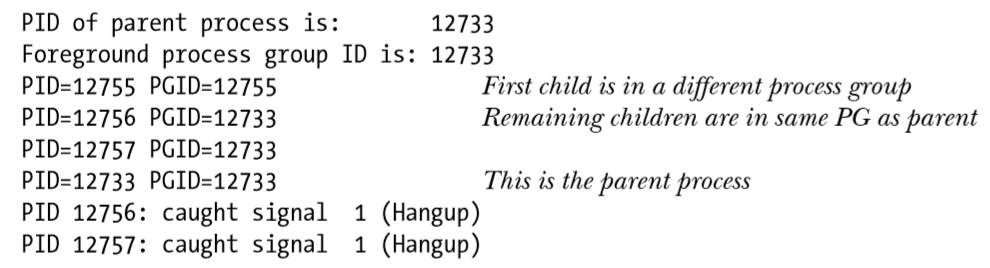 PID of parent process is:       12733
Foreground process group ID is: 12733
PID=12755 PGID=12755 First child is in a different process group
PID=12756 PGID=12733 Remaining children are in same PG as parent
PID=12757 PGID=12733
PID=12733 PGID=12733 This is the parent process
PID 12756: caught signal  1 (Hangup)
PID 12757: caught signal  1 (Hangup)